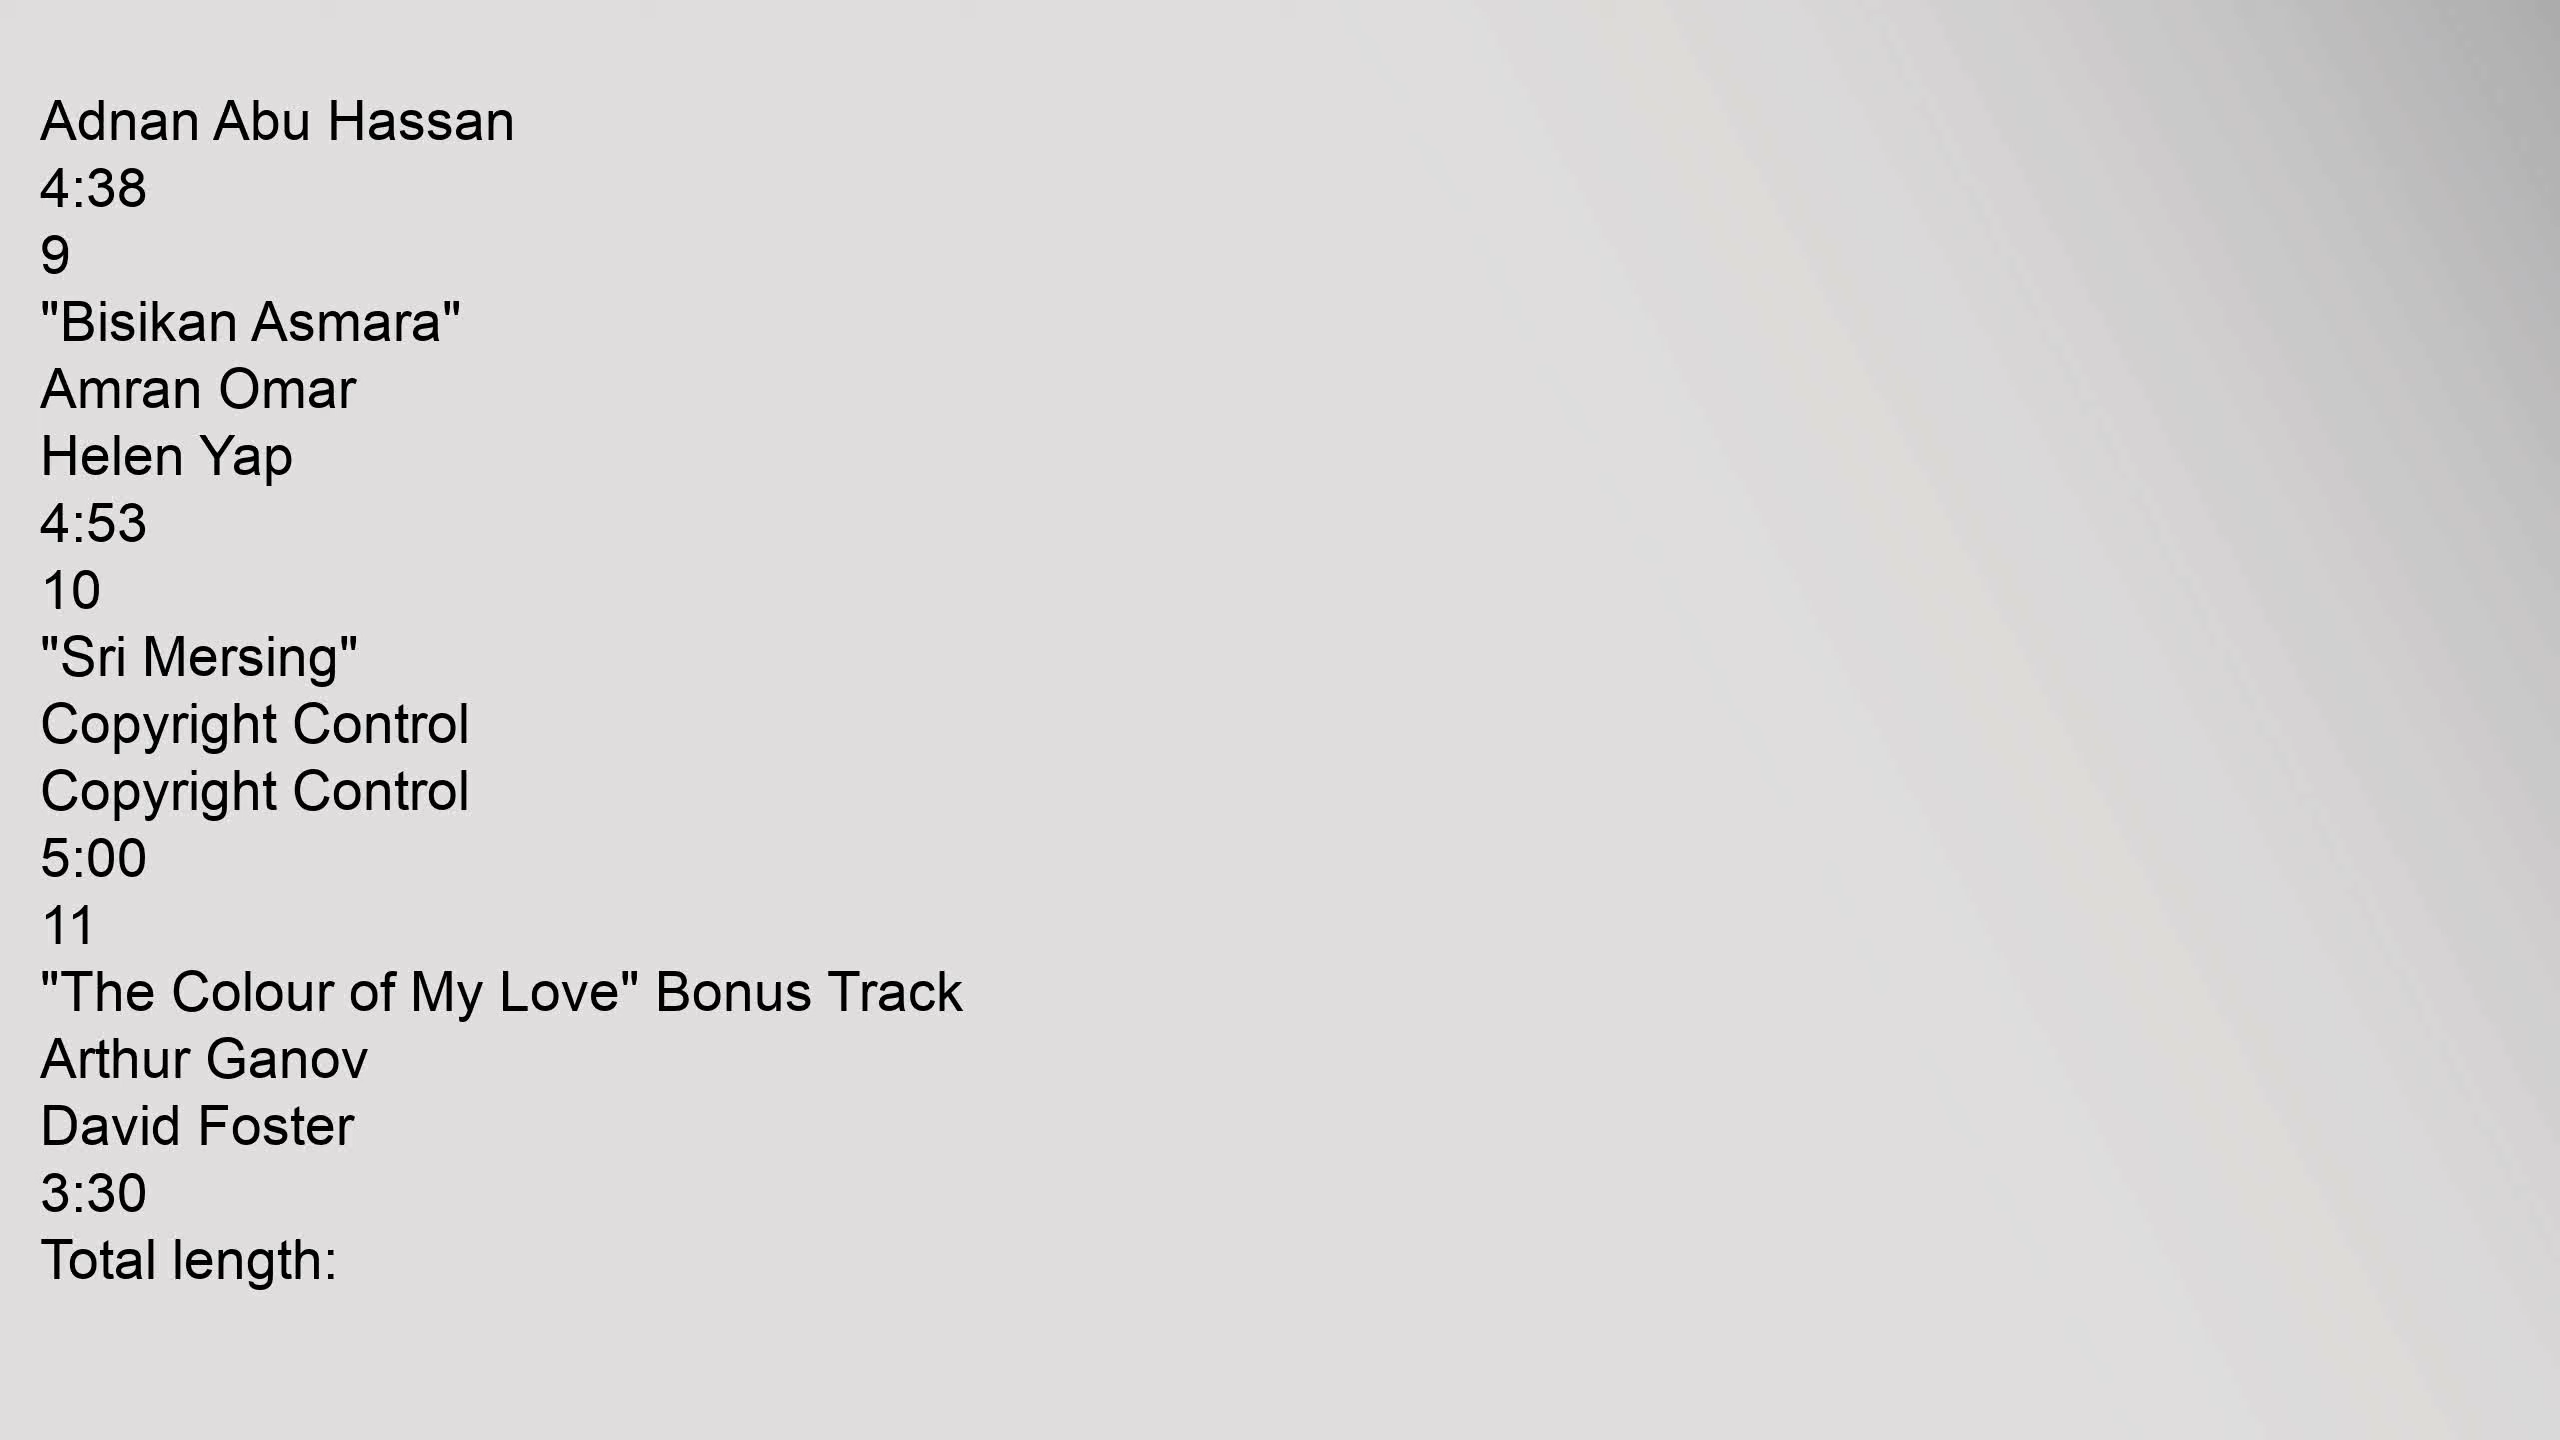 Adnan Abu Hassan
4:38
9
"Bisikan Asmara"
Amran Omar
Helen Yap
4:53
10
"Sri Mersing"
Copyright Control
Copyright Control
5:00
11
"The Colour of My Love" Bonus Track
Arthur Ganov
David Foster
3:30
Total length: